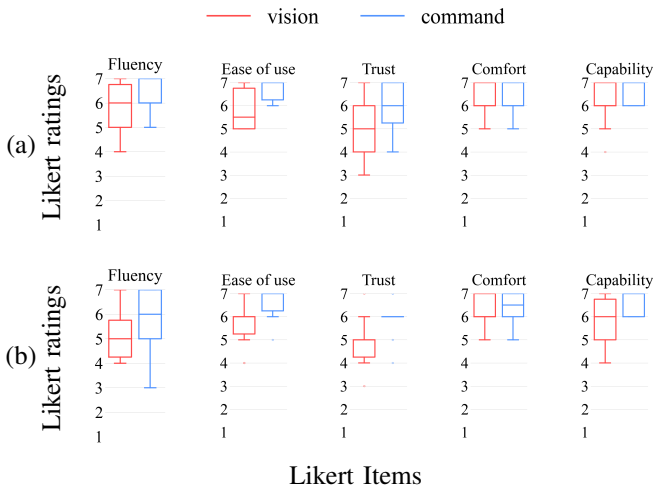 vision command
Fluency Ease of use Trust Comfort Capability
7 7 7 7 7
6 6 6 6 6
5 5 5 5 5
4 4 4 4 4
3 3 3 3 3
2 2 2 2 2
1 1 1 1 1
(a) Likert ratings
Fluency Ease of use Trust Comfort Capability
7 7 7 7 7
6 6 6 6 6
5 5 5 5 5
4 4 4 4 4
3 3 3 3 3
2 2 2 2 2
1 1 1 1 1
(b) Likert ratings
Likert Items